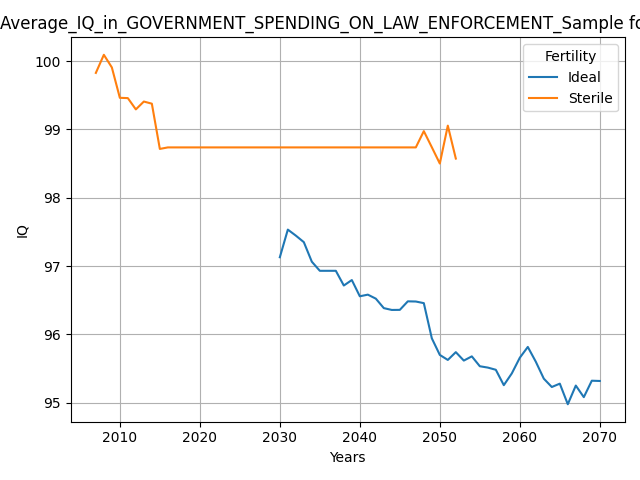 Average_IQ_in_GOVERNMENT_SPENDING_ON_LAW_ENFORCEMENT_Sample fo
Fertility
Ideal
Sterile
100
99
98
97
96
95
IQ
2010 2020 2030 2040 2050 2060 2070
Years